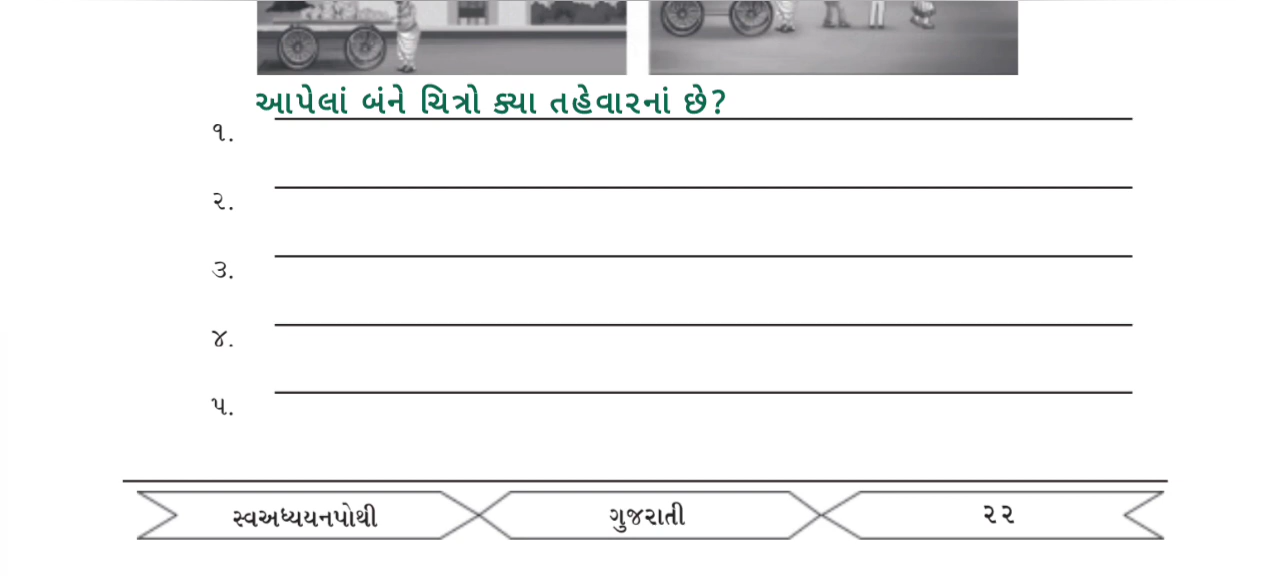 આપેલાં બંને ચિત્રો ક્યા તહેવારનાં છે?
૧.
૨.
૩.
૪.
૫.
સ્વઅધ્યયનપોથી ગુજરાતી ૨૨